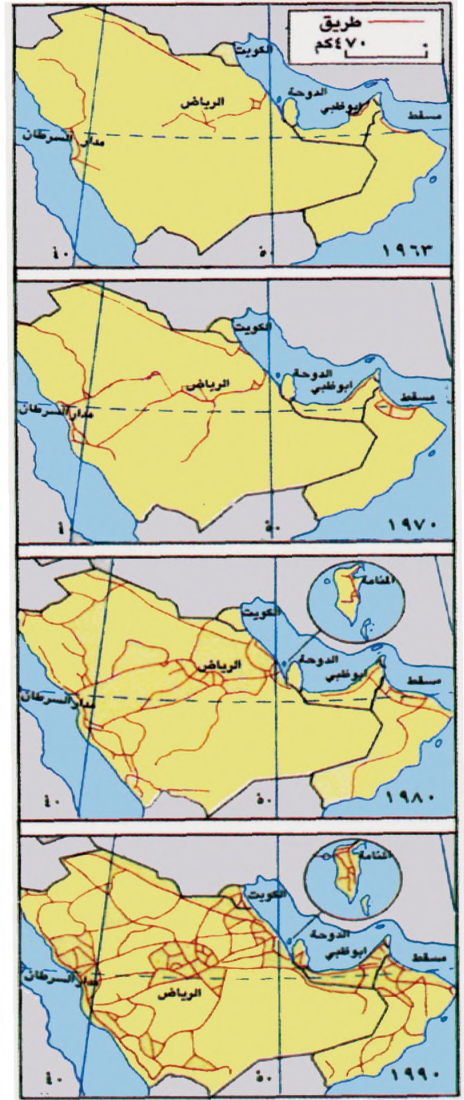 طريق
٤٧٠كم
٠
الكويت
الرياض
الدوحة
ابوظبي
مسقط
مدار السرطان
٤٠
٥٠
١٩٦٣
الكويت
الرياض
الدوحة
ابوظبي
مسقط
مدار السرطان
٤٠
٥٠
١٩٧٠
المنامة
الكويت
الرياض
الدوحة
ابوظبي
مسقط
مدار السرطان
٤٠
٥٠
١٩٨٠
المنامة
الكويت
الدوحة
ابوظبي
مسقط
مدار السرطان
الرياض
٤٠
٥٠
١٩٩٠